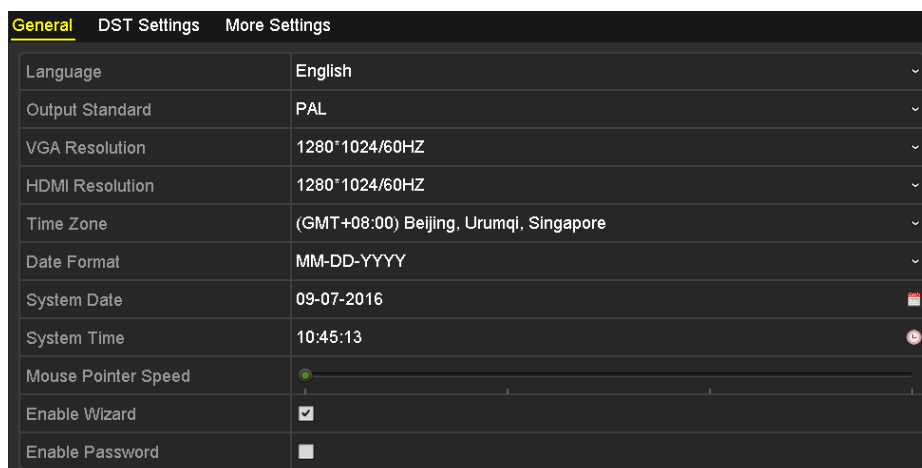 General DST Settings More Settings
Language English
Output Standard PAL
VGA Resolution 1280*1024/60HZ
HDMI Resolution 1280*1024/60HZ
Time Zone (GMT+08:00) Beijing, Urumqi, Singapore
Date Format MM-DD-YYYY
System Date 09-07-2016
System Time 10:45:13
Mouse Pointer Speed
Enable Wizard
Enable Password